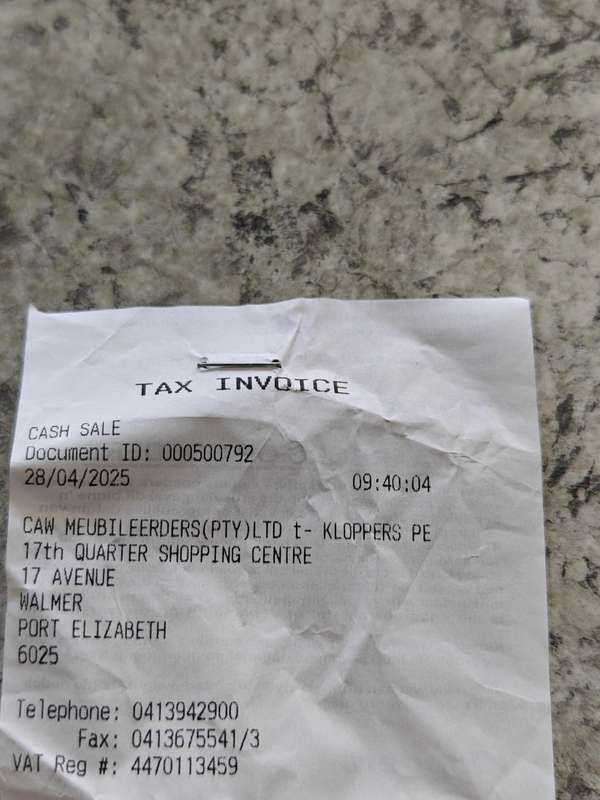 TAX INVOICE
CASH SALE
Document ID: 000500792
28/04/2025 09:40:04
CAW MEUBILEERDERS(PTY)LTD t- KLOPPERS PE
17th QUARTER SHOPPING CENTRE
17 AVENUE
WALMER
PORT ELIZABETH
6025
Telephone: 0413942900
Fax: 0413675541/3
VAT Reg #: 4470113459